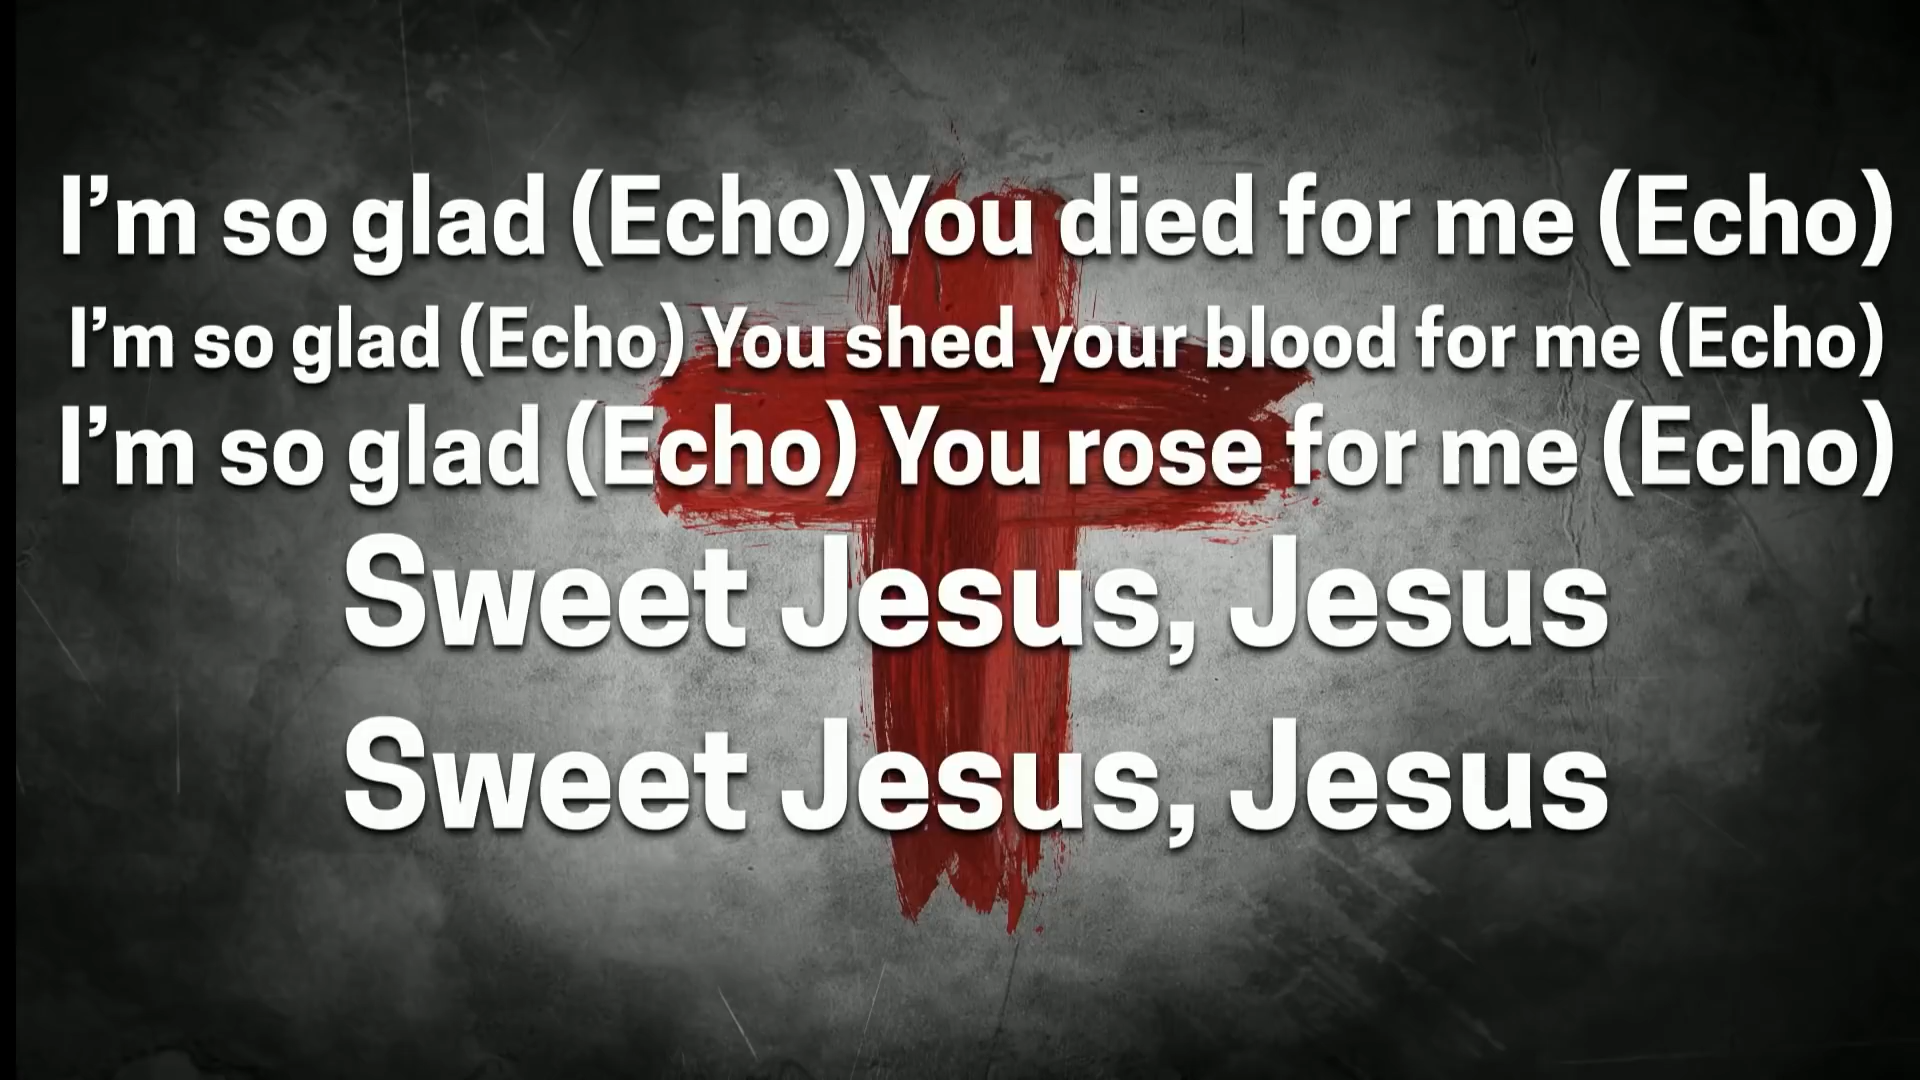 I’m so glad (Echo)You died for me (Echo)
I’m so glad (Echo) You shed your blood for me (Echo)
I’m so glad (Echo) You rose for me (Echo)
Sweet Jesus, Jesus
Sweet Jesus, Jesus